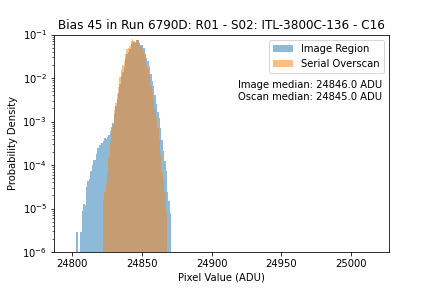 Bias 45 in Run 6790D: R01 - S02: ITL-3800C-136 - C16
Image Region
Serial Overscan
Image median: 24846.0 ADU
Oscan median: 24845.0 ADU
Probability Density
10⁻¹
10⁻²
10⁻³
10⁻⁴
10⁻⁵
10⁻⁶
24800 24850 24900 24950 25000
Pixel Value (ADU)